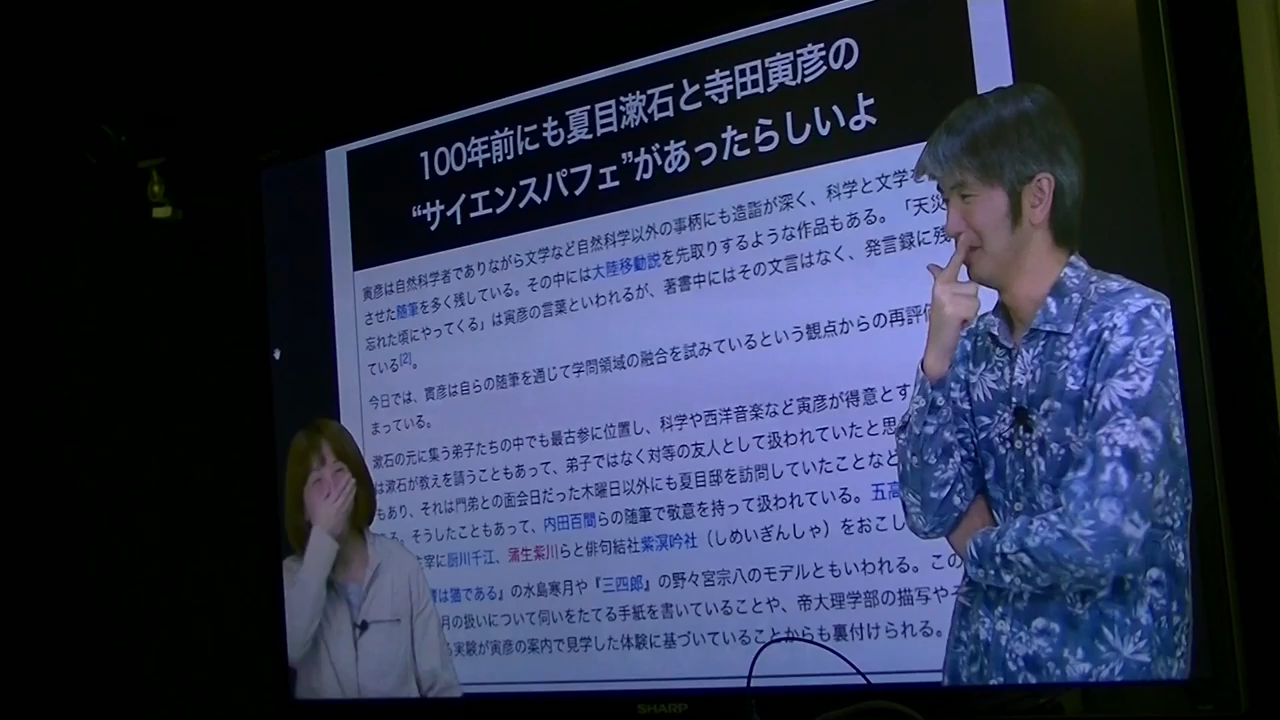 100年前にも夏目漱石と寺田寅彦の
“サイエンスパフェ”があったらしいよ
寅彦は自然科学者でありながら文学など自然科学以外の事柄にも造詣が深く、科学と文学を
させた随筆を多く残している。その中には大陸移動説を先取りするような作品もある。「天災
忘れた頃にやってくる」は寅彦の言葉といわれるが、著書中にはその文言はなく、発言録に残
ている[2]。
今日では、寅彦は自らの随筆を通じて学問領域の融合を試みているという観点からの再評価
まっている。
漱石の元に集う弟子たちの中でも最古参に位置し、科学や西洋音楽など寅彦が得意とす
は漱石が教えを請うこともあって、弟子ではなく対等の友人として扱われていたと思
もあり、それは門弟との面会日だった木曜日以外にも夏目邸を訪問していたことなど
る。そうしたこともあって、内田百閒らの随筆で敬意を持って扱われている。五高
主宰に厨川千江、蒲生紫川らと俳句結社紫溟吟社（しめいぎんしゃ）をおこし
は猫である』の水島寒月や『三四郎』の野々宮宗八のモデルともいわれる。この
月の扱いについて伺いをたてる手紙を書いていることや、帝大理学部の描写や
実験が寅彦の案内で見学した体験に基づいていることからも裏付けられる。
SHARP